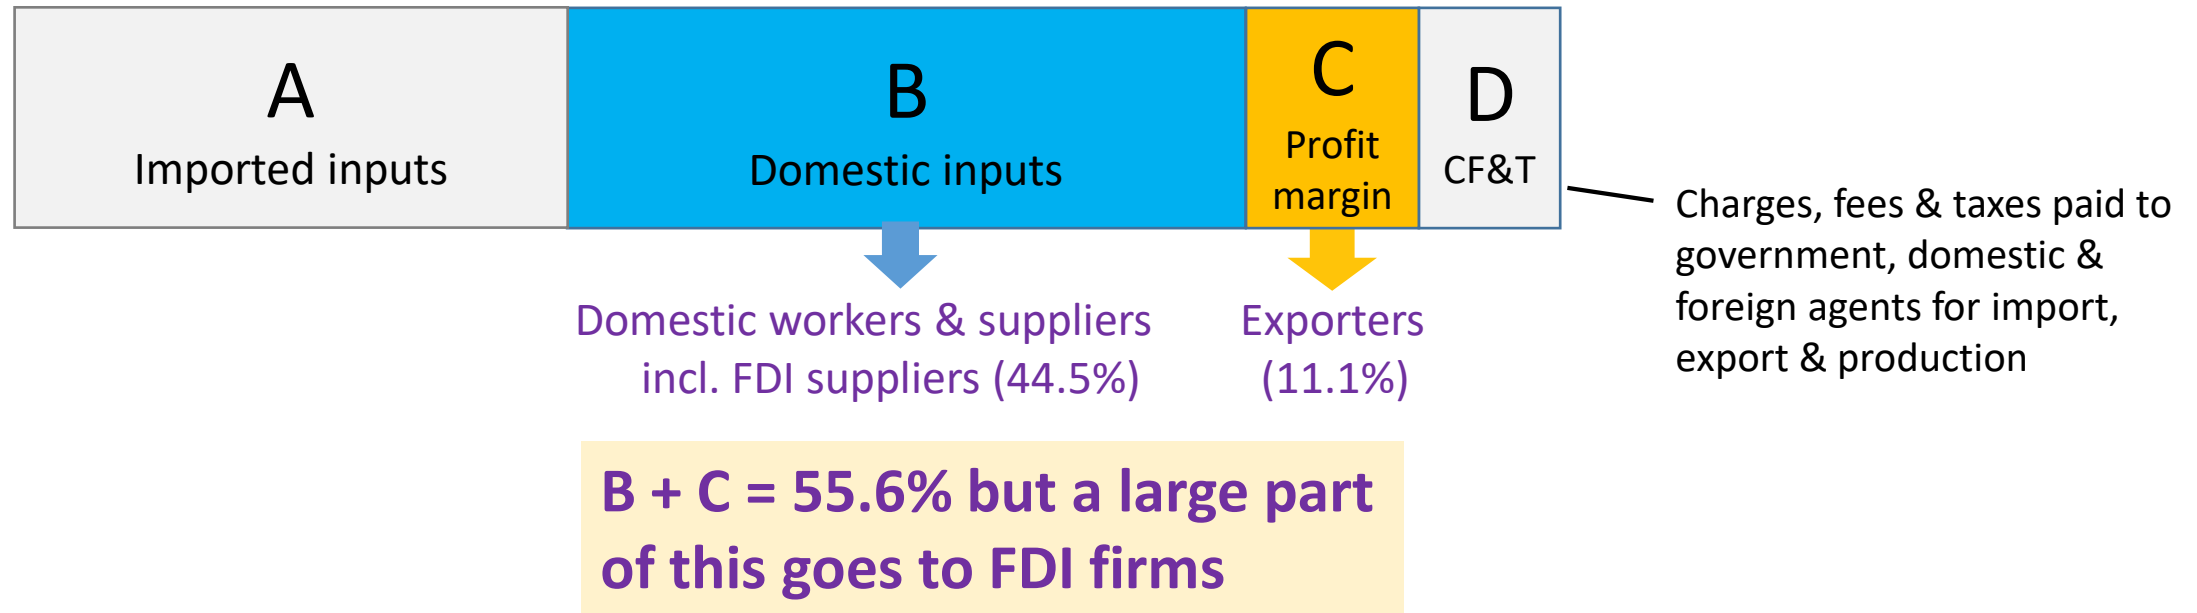 A
Imported inputs
B
Domestic inputs
C
Profit
margin
D
CF&T
Charges, fees & taxes paid to
government, domestic &
foreign agents for import,
export & production
Domestic workers & suppliers
incl. FDI suppliers (44.5%)
Exporters
(11.1%)
B + C = 55.6% but a large part
of this goes to FDI firms